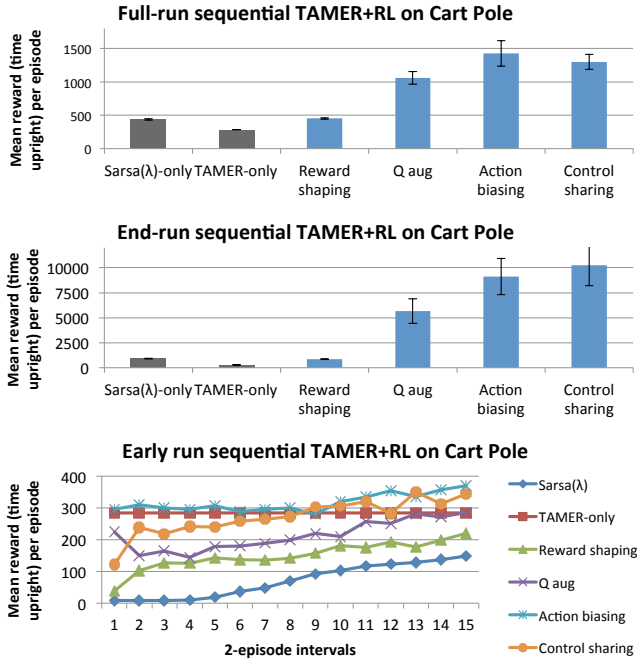 Full-run sequential TAMER+RL on Cart Pole
Mean reward (time
upright) per episode
1500
1000
500
0
Sarsa(λ)-only
TAMER-only
Reward
shaping
Q aug
Action
biasing
Control
sharing
End-run sequential TAMER+RL on Cart Pole
Mean reward (time
upright) per episode
10000
7500
5000
2500
0
Sarsa(λ)-only
TAMER-only
Reward
shaping
Q aug
Action
biasing
Control
sharing
Early run sequential TAMER+RL on Cart Pole
Mean reward (time
upright) per episode
400
300
200
100
0
1 2 3 4 5 6 7 8 9 10 11 12 13 14 15
2-episode intervals
Sarsa(λ)
TAMER-only
Reward shaping
Q aug
Action biasing
Control sharing